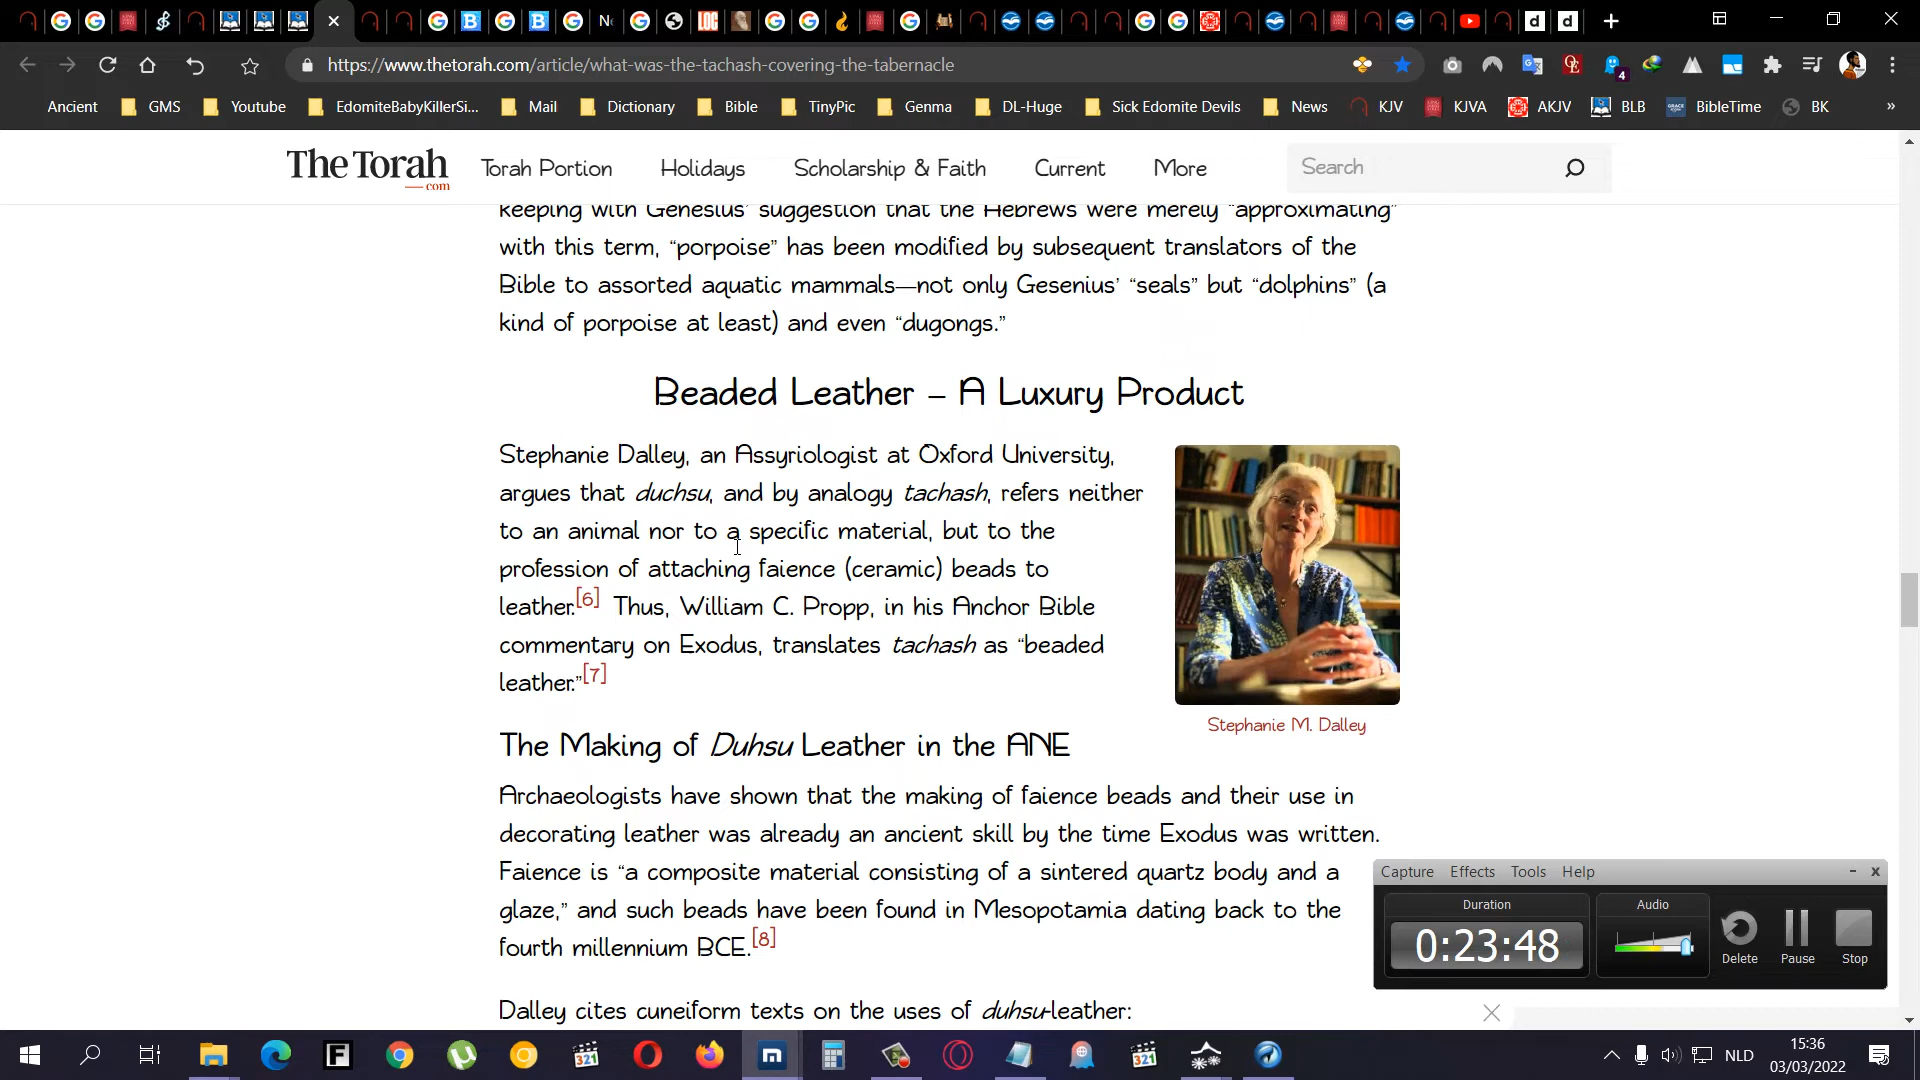 https://www.thetorah.com/article/what-was-the-tachash-covering-the-tabernacle
4
Ancient GMS Youtube EdomiteBabyKillerSi... Mail Dictionary Bible TinyPic Genma DL-Huge Sick Edomite Devils News KJV KJVA AKJV BLB BibleTime BK »
TheTorah
com
Torah Portion Holidays Scholarship & Faith Current More Search
keeping with Genesius’ suggestion that the Hebrews were merely “approximating”
with this term, “porpoise” has been modified by subsequent translators of the
Bible to assorted aquatic mammals—not only Gesenius’ “seals” but “dolphins” (a
kind of porpoise at least) and even “dugongs.”
Beaded Leather – A Luxury Product
Stephanie Dalley, an Assyriologist at Oxford University,
argues that duchsu, and by analogy tachash, refers neither
to an animal nor to a specific material, but to the
profession of attaching faience (ceramic) beads to
leather.[6] Thus, William C. Propp, in his Anchor Bible
commentary on Exodus, translates tachash as “beaded
leather.”[7]
Stephanie M. Dalley
The Making of Duhsu Leather in the ANE
Archaeologists have shown that the making of faience beads and their use in
decorating leather was already an ancient skill by the time Exodus was written.
Faience is “a composite material consisting of a sintered quartz body and a
glaze,” and such beads have been found in Mesopotamia dating back to the
fourth millennium BCE.[8]
Dalley cites cuneiform texts on the uses of duhsu-leather:
Capture Effects Tools Help
Duration
0:23:48
Audio
Delete Pause Stop
NLD
15:36
03/03/2022